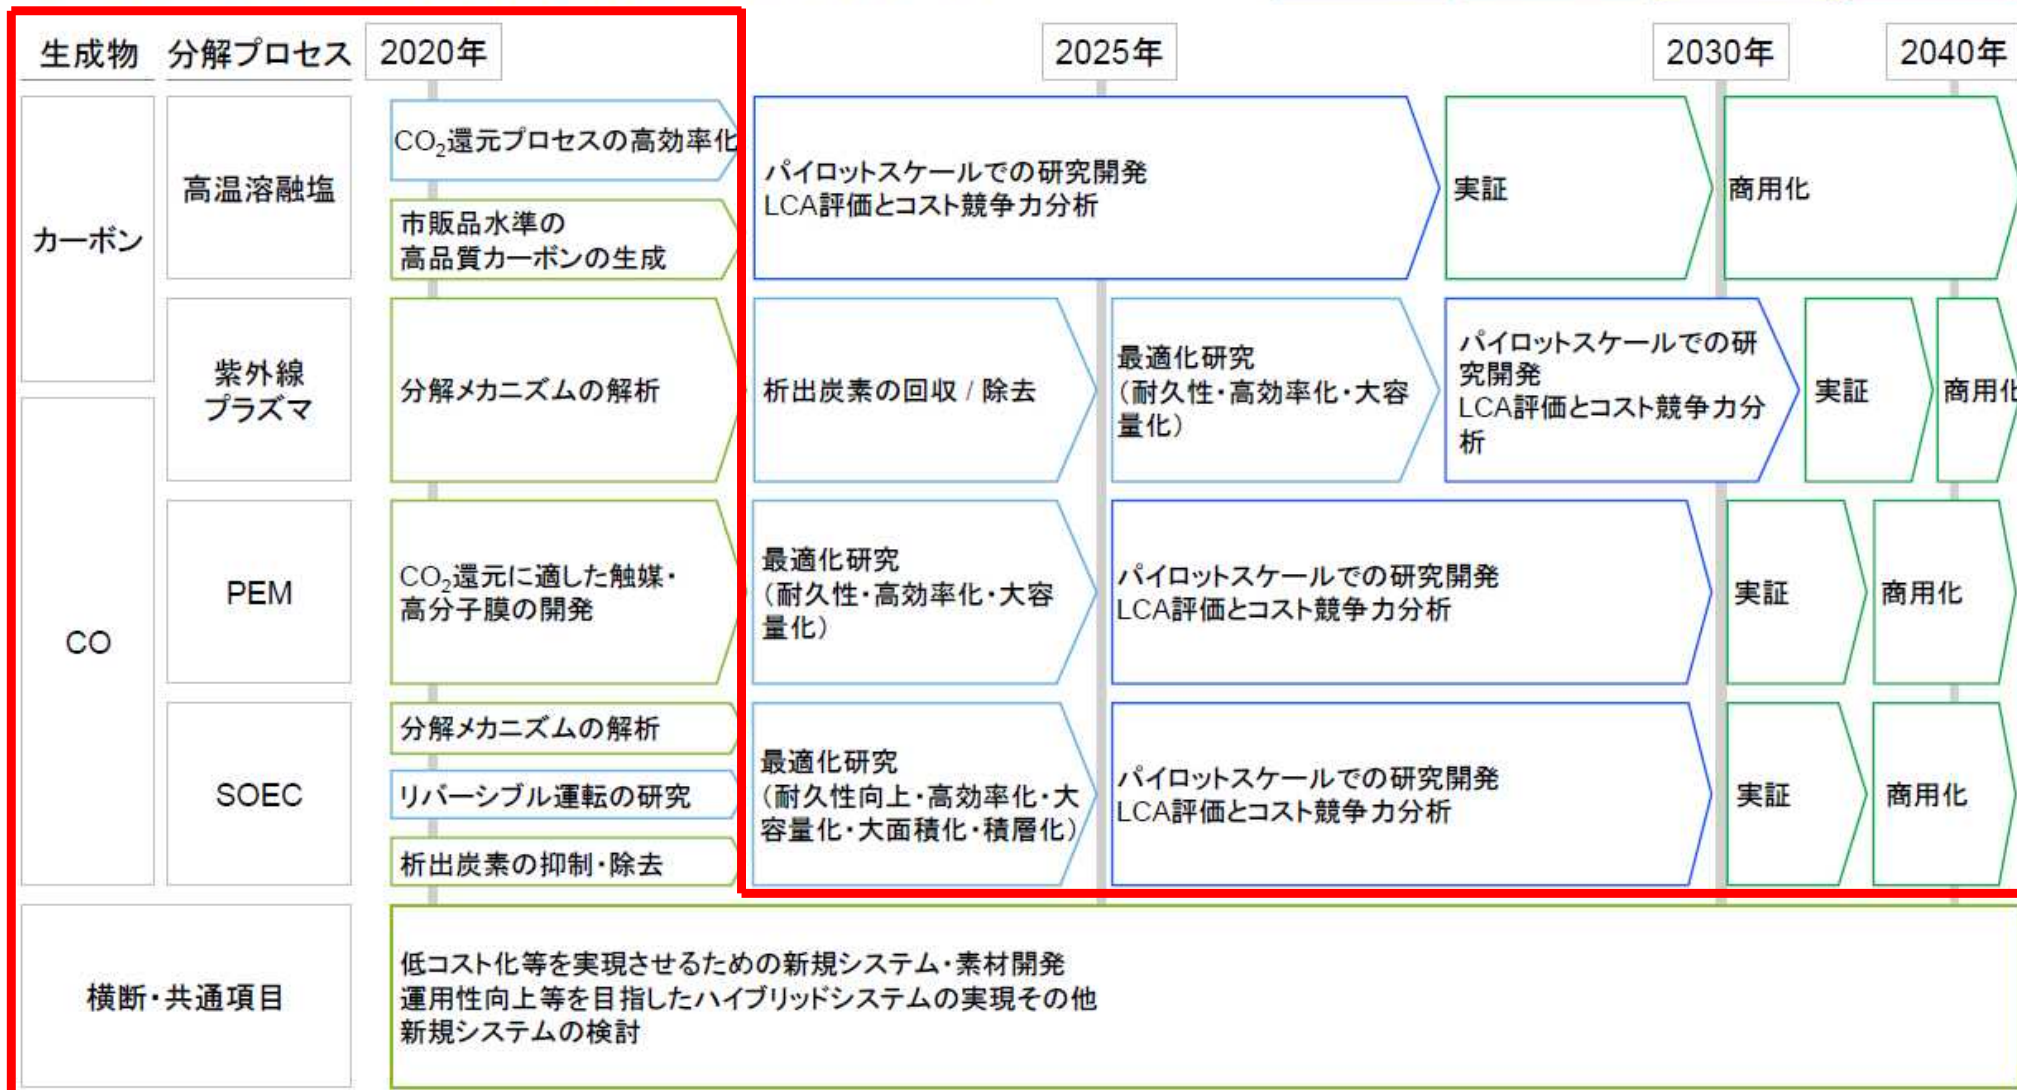 生成物 分解プロセス 2020年 2025年 2030年 2040年
カーボン
高温溶融塩
CO₂還元プロセスの高効率化
市販品水準の
高品質カーボンの生成
パイロットスケールでの研究開発
LCA評価とコスト競争力分析
実証
商用化
紫外線
プラズマ
分解メカニズムの解析
析出炭素の回収 / 除去
最適化研究
（耐久性・高効率化・大容
量化）
パイロットスケールでの研
究開発
LCA評価とコスト競争力分
析
実証
商用化
CO
PEM
CO₂還元に適した触媒・
高分子膜の開発
最適化研究
（耐久性・高効率化・大容
量化）
パイロットスケールでの研究開発
LCA評価とコスト競争力分析
実証
商用化
SOEC
分解メカニズムの解析
リバーシブル運転の研究
析出炭素の抑制・除去
最適化研究
（耐久性向上・高効率化・大
容量化・大面積化・積層化）
パイロットスケールでの研究開発
LCA評価とコスト競争力分析
実証
商用化
横断・共通項目
低コスト化等を実現させるための新規システム・素材開発
運用性向上等を目指したハイブリッドシステムの実現その他
新規システムの検討